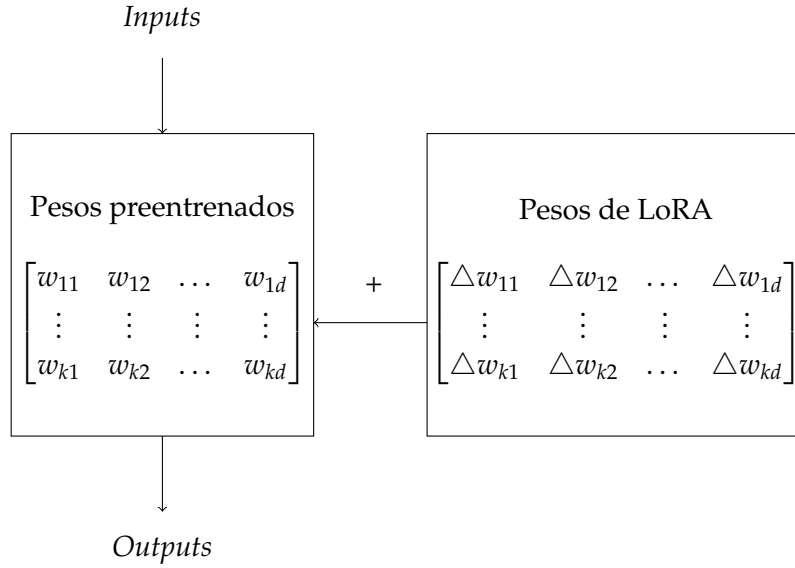 Inputs
Pesos preentrenados
w11 w12 … w1d
⋮ ⋮ ⋮ ⋮
wk1 wk2 … wkd
+
Pesos de LoRA
△w11 △w12 … △w1d
⋮ ⋮ ⋮ ⋮
△wk1 △wk2 … △wkd
Outputs